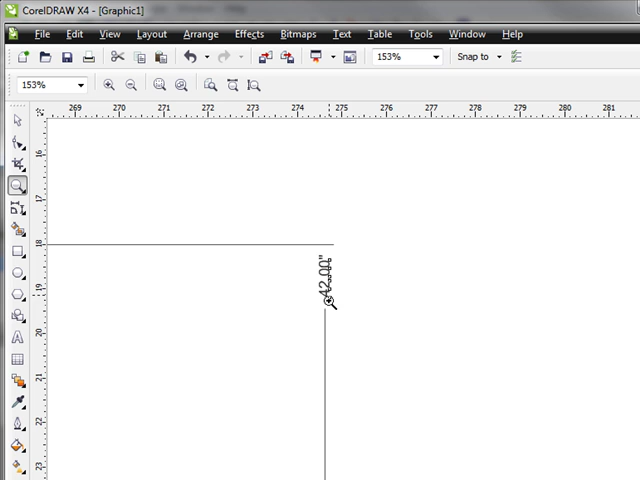 CorelDRAW X4 - [Graphic1]
File Edit View Layout Arrange Effects Bitmaps Text Table Tools Window Help
153% Snap to
153%
269 270 271 272 273 274 275 276 277 278 279 280 281
16
17
18
19
20
21
22
23
42.00"